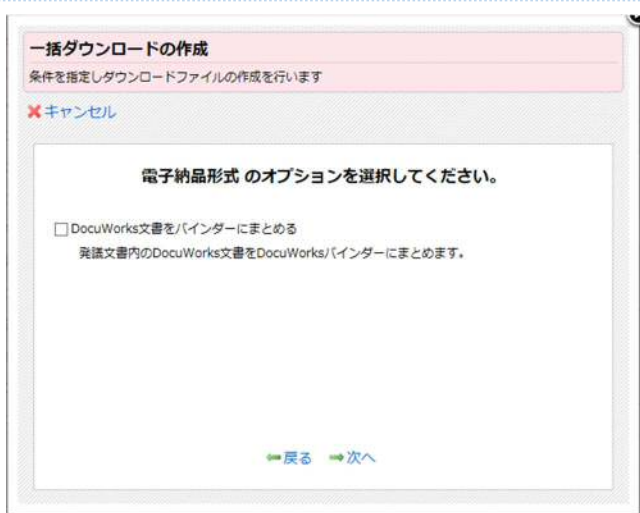 一括ダウンロードの作成
条件を指定しダウンロードファイルの作成を行います
キャンセル
電子納品形式 のオプションを選択してください。
DocuWorks文書をバインダーにまとめる
発議文書内のDocuWorks文書をDocuWorksバインダーにまとめます。
戻る 次へ